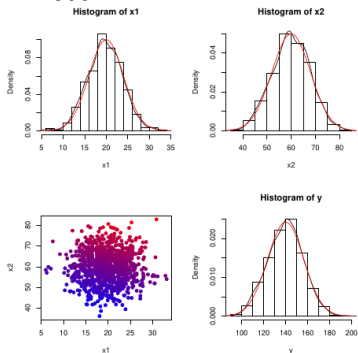 Histogram of x1
Histogram of x2
Density
0.00 0.04 0.08
5 10 15 20 25 30 35
x1
Density
0.00 0.02 0.04
40 50 60 70 80
x2
x2
40 50 60 70 80
5 10 15 20 25 30
x1
Histogram of y
Density
0.000 0.010 0.020
100 120 140 160 180 200
y